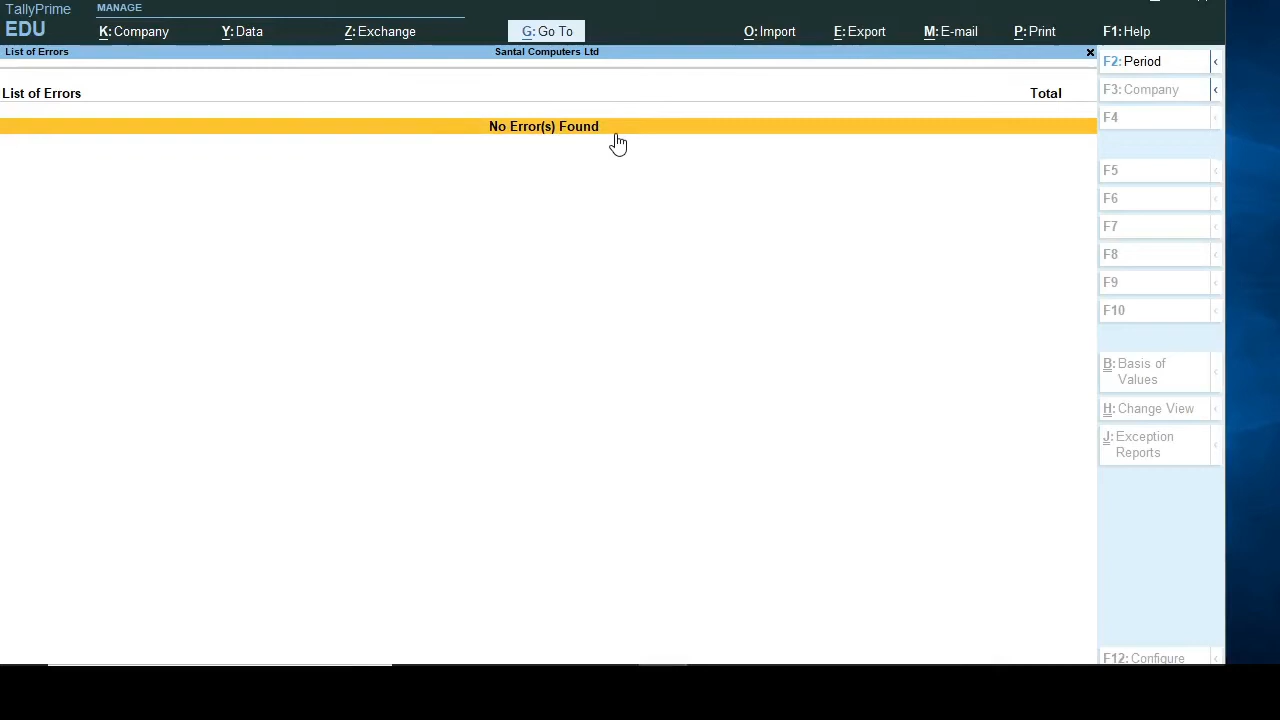 TallyPrime
EDU
MANAGE
K: Company
Y: Data
Z: Exchange
G: Go To
O: Import
E: Export
M: E-mail
P: Print
F1: Help
List of Errors
Santal Computers Ltd
x
List of Errors
Total
No Error(s) Found
F2: Period
F3: Company
F4
F5
F6
F7
F8
F9
F10
B: Basis of
Values
H: Change View
J: Exception
Reports
F12: Configure